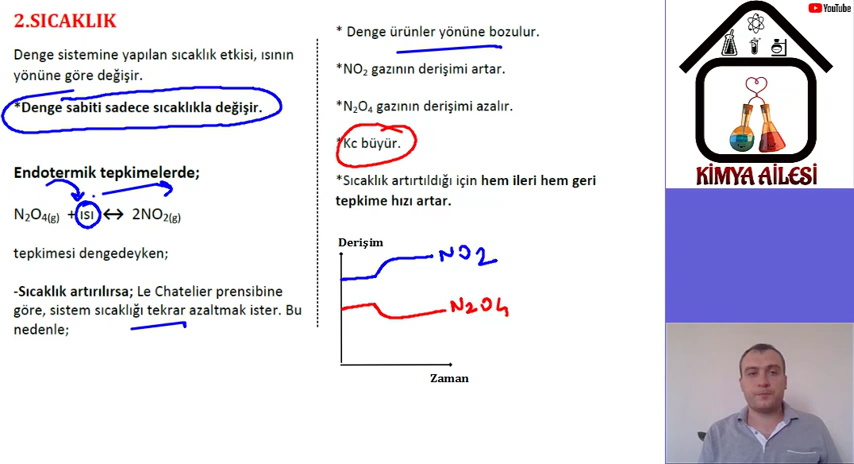 2.SICAKLIK
Denge sistemine yapılan sıcaklık etkisi, ısının
yönüne göre değişir.
*Denge sabiti sadece sıcaklıkla değişir.
Endotermik tepkimelerde;
N₂O₄(g) + ISI ↔ 2NO₂(g)
tepkimesi dengedeyken;
-Sıcaklık artırılırsa; Le Chatelier prensibine
göre, sistem sıcaklığı tekrar azaltmak ister. Bu
nedenle;
* Denge ürünler yönüne bozulur.
*NO₂ gazının derişimi artar.
*N₂O₄ gazının derişimi azalır.
*Kc büyür.
*Sıcaklık artırtıldığı için hem ileri hem geri
tepkime hızı artar.
Derişim
NO2
N2O4
Zaman
YouTube
KİMYA AİLESİ